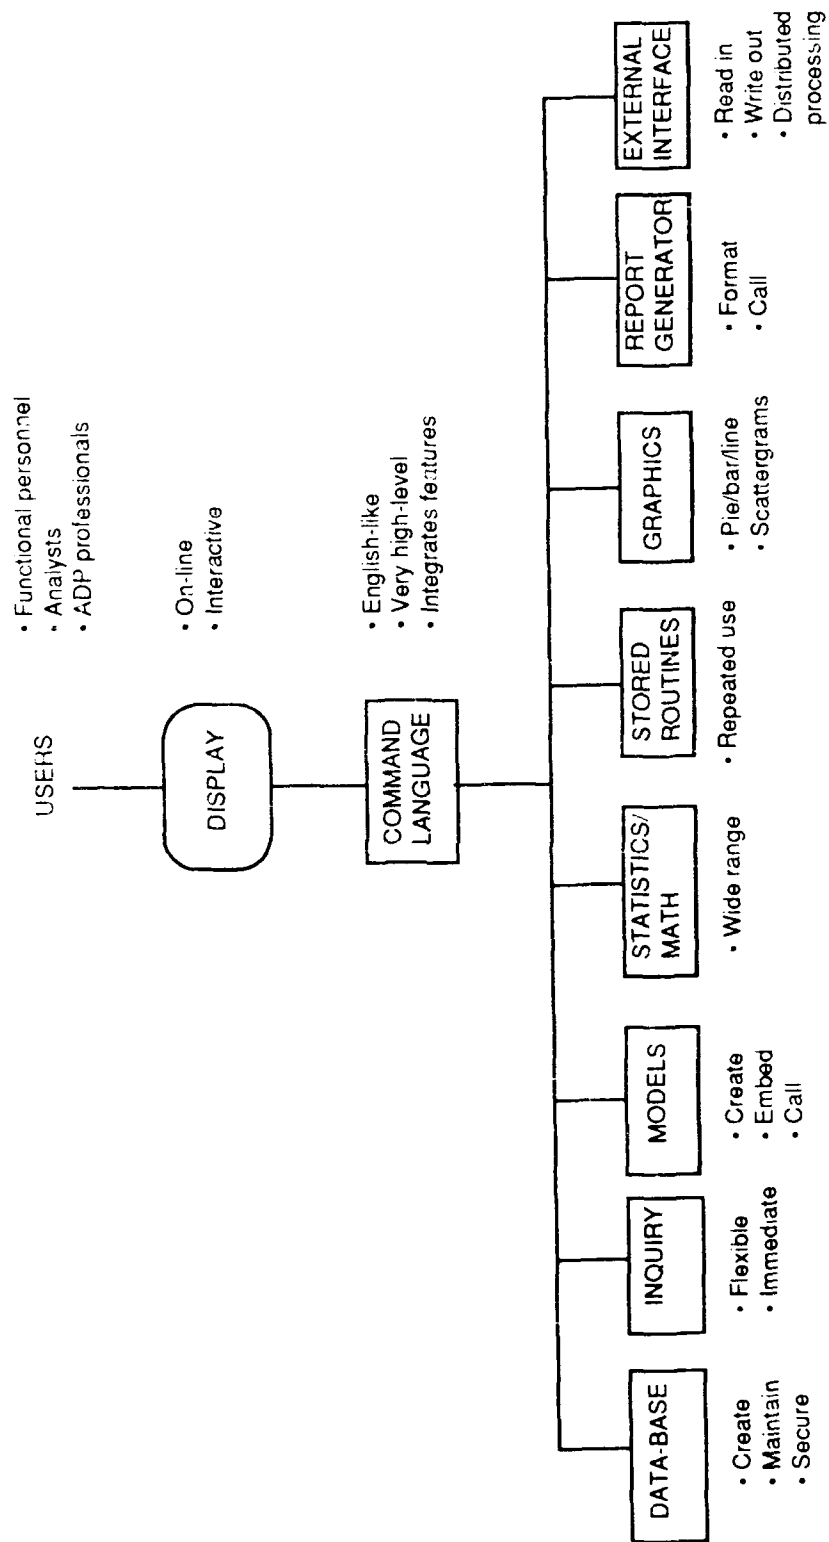 USERS
• Functional personnel
• Analysts
• ADP professionals
DISPLAY
• On-line
• Interactive
COMMAND
LANGUAGE
• English-like
• Very high-level
• Integrates features
DATA-BASE
• Create
• Maintain
• Secure
INQUIRY
• Flexible
• Immediate
MODELS
• Create
• Embed
• Call
STATISTICS/
MATH
• Wide range
STORED
ROUTINES
• Repeated use
GRAPHICS
• Pie/bar/line
• Scattergrams
REPORT
GENERATOR
• Format
• Call
EXTERNAL
INTERFACE
• Read in
• Write out
• Distributed
processing